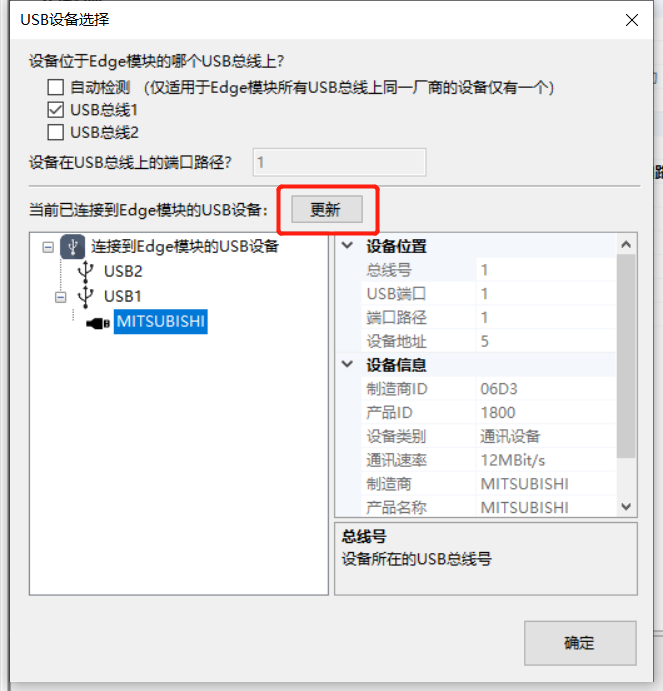 USB设备选择
设备位于Edge模块的哪个USB总线上？
自动检测 （仅适用于Edge模块所有USB总线上同一厂商的设备仅有一个）
USB总线1
USB总线2
设备在USB总线上的端口路径？ 1
当前已连接到Edge模块的USB设备： 更新
连接到Edge模块的USB设备
USB2
USB1
MITSUBISHI
设备位置
总线号 1
USB端口 1
端口路径 1
设备地址 5
设备信息
制造商ID 06D3
产品ID 1800
设备类别 通讯设备
通讯速率 12MBit/s
制造商 MITSUBISHI
产品名称 MITSUBISHI
总线号
设备所在的USB总线号
确定